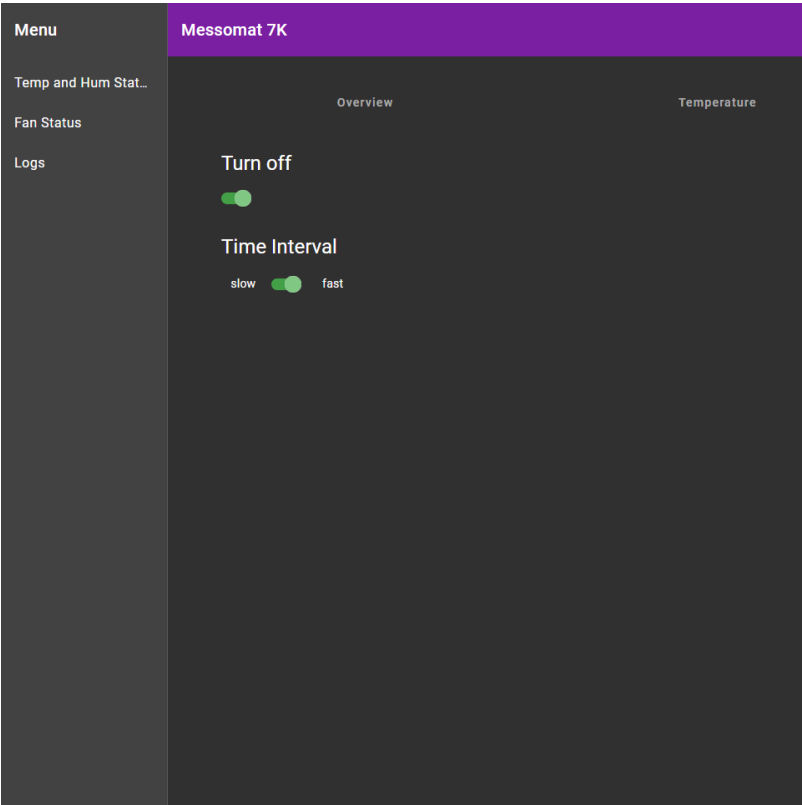 Menu
Messomat 7K
Temp and Hum Stat…
Fan Status
Logs
Overview
Temperature
Turn off
Time Interval
slow fast